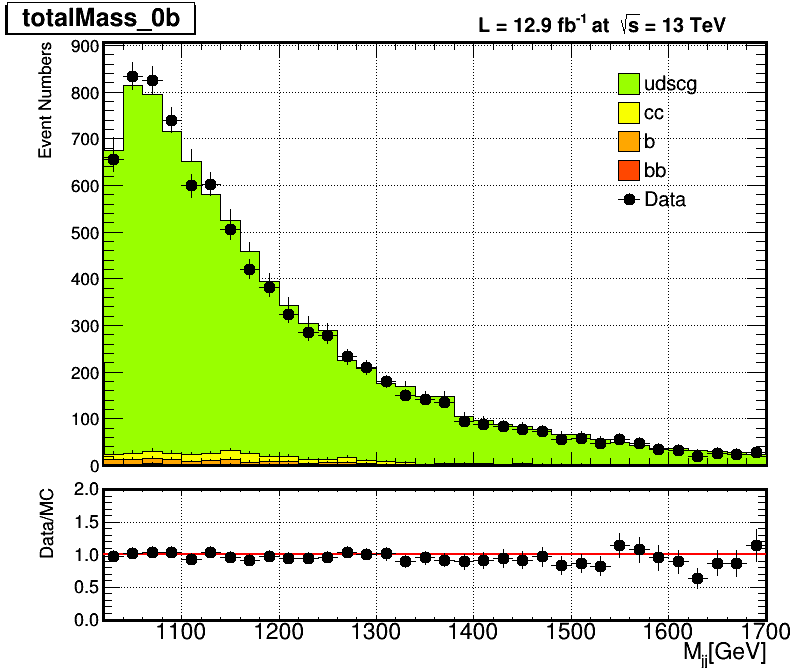 totalMass_0b
L = 12.9 fb⁻¹ at √s = 13 TeV
Event Numbers
900
800
700
600
500
400
300
200
100
0
udscg
cc
b
bb
Data
Data/MC
2.0
1.5
1.0
0.5
0.0
1100 1200 1300 1400 1500 1600 1700
M_jj[GeV]